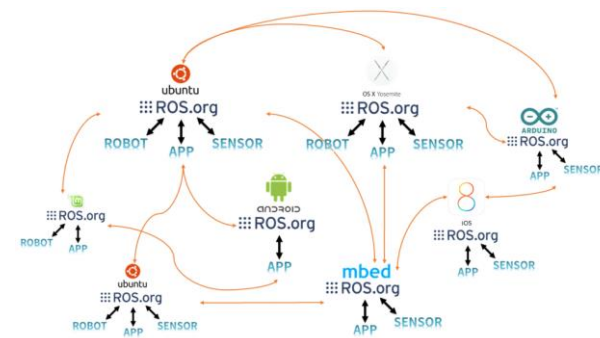 ubuntu
ROS.org
ROBOT
APP
SENSOR
OS X Yosemite
ROS.org
ROBOT
APP
SENSOR
ARDUINO
ROS.org
APP
SENSOR
ROS.org
ROBOT
APP
android
ROS.org
APP
8
iOS
ROS.org
APP
SENSOR
ubuntu
ROS.org
ROBOT
APP
SENSOR
mbed
ROS.org
APP
SENSOR